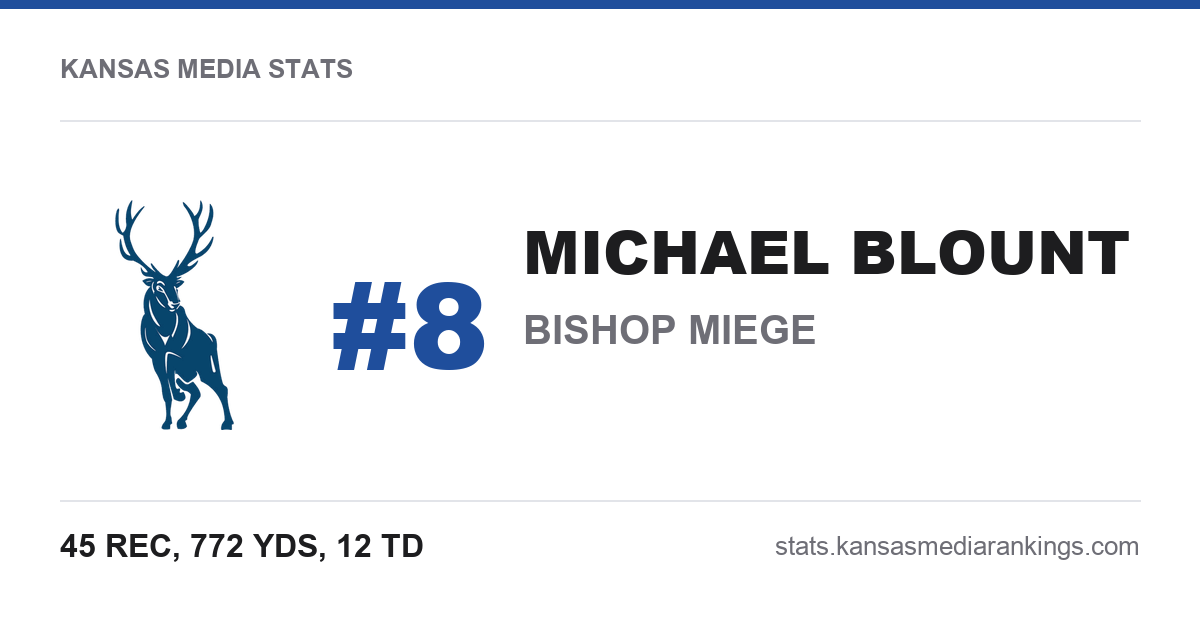 KANSAS MEDIA STATS
#8
MICHAEL BLOUNT
BISHOP MIEGE
45 REC, 772 YDS, 12 TD
stats.kansasmediarankings.com